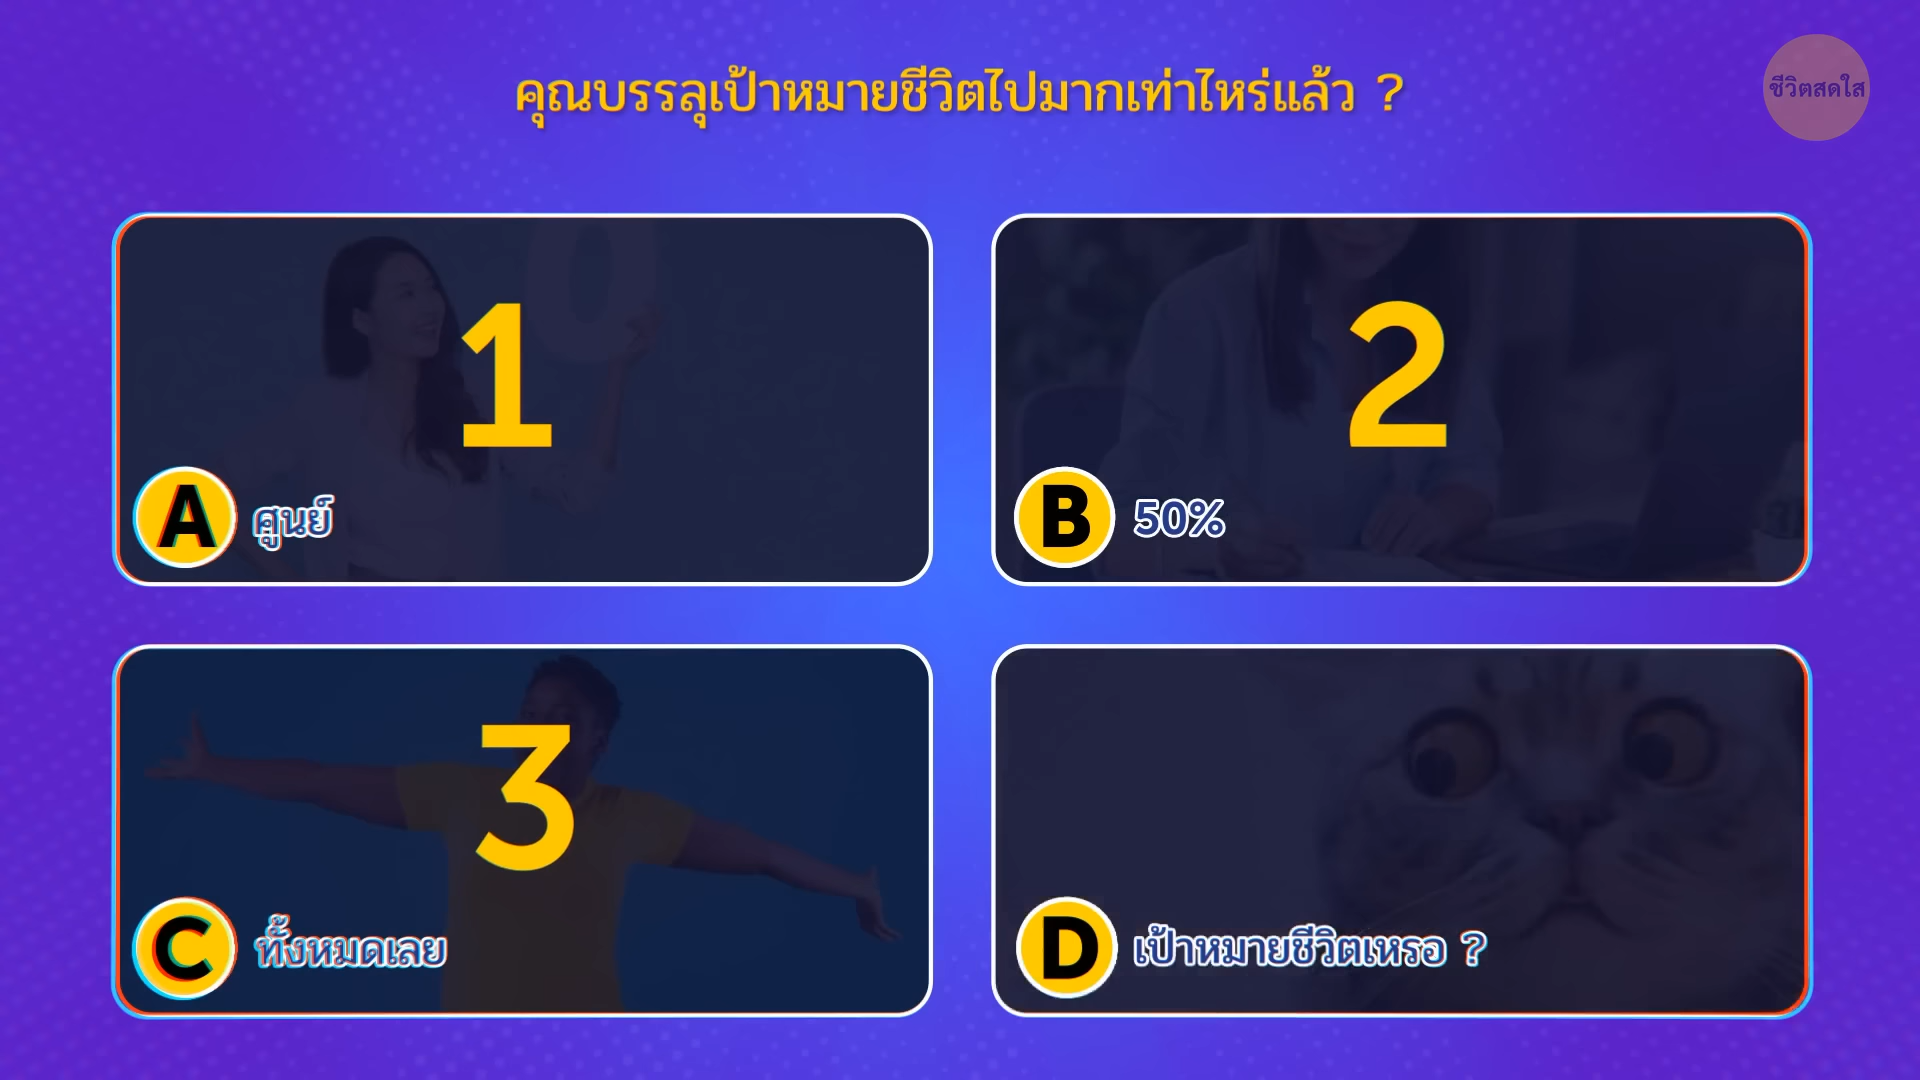 คุณบรรลุเป้าหมายชีวิตไปมากเท่าไหร่แล้ว ?
ชีวิตสดใส
1
A ศูนย์
2
B 50%
3
C ทั้งหมดเลย
D เป้าหมายชีวิตเหรอ ?